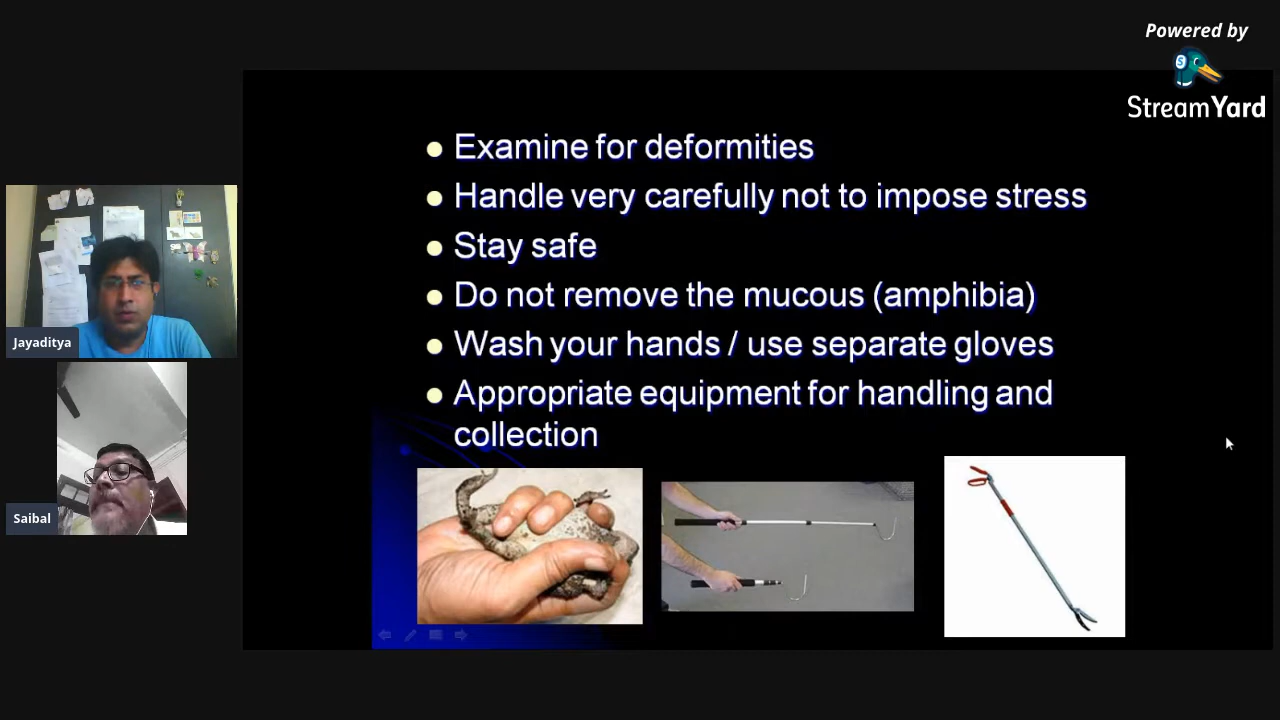 Powered by
StreamYard
Examine for deformities
Handle very carefully not to impose stress
Stay safe
Do not remove the mucous (amphibia)
Wash your hands / use separate gloves
Appropriate equipment for handling and
collection
Jayaditya
Saibal